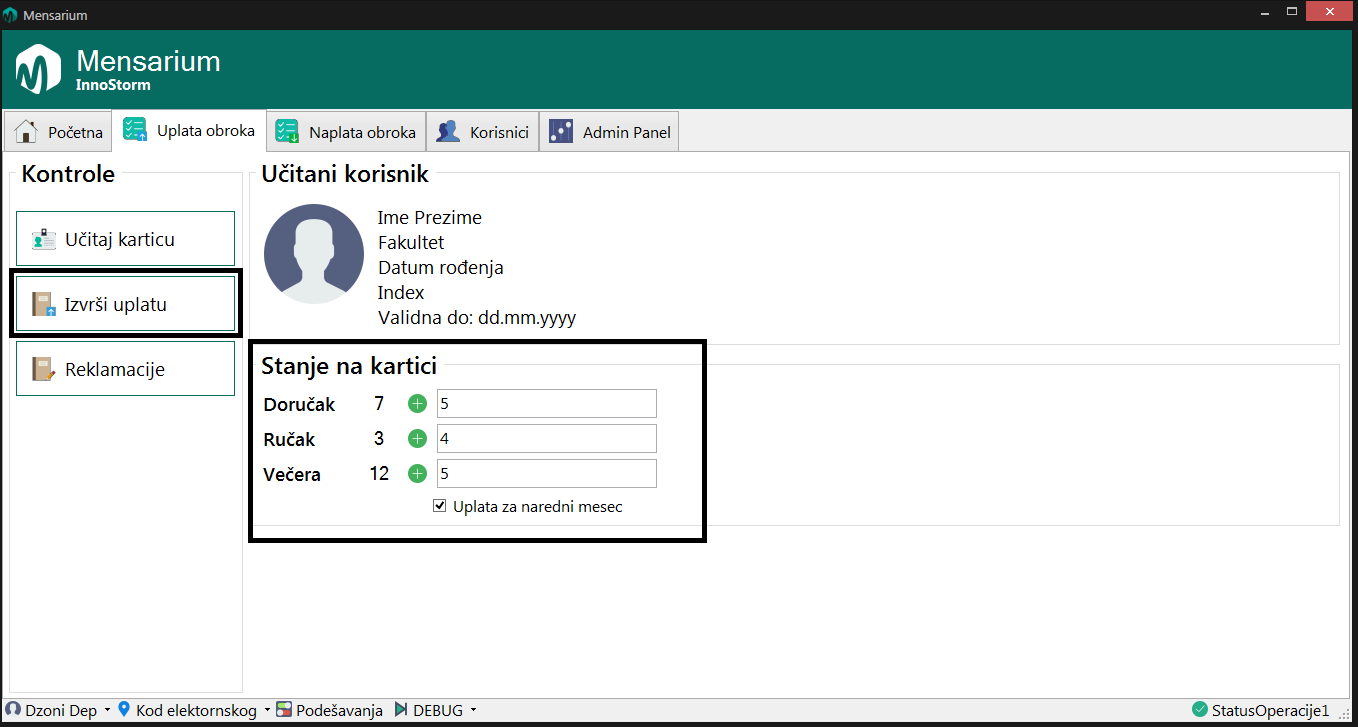 Mensarium
Mensarium
InnoStorm
Početna
Uplata obroka
Naplata obroka
Korisnici
Admin Panel
Kontrole
Učitaj karticu
Izvrši uplatu
Reklamacije
Učitani korisnik
Ime Prezime
Fakultet
Datum rođenja
Index
Validna do: dd.mm.yyyy
Stanje na kartici
Doručak 7 5
Ručak 3 4
Večera 12 5
Uplata za naredni mesec
Dzoni Dep Kod elektornskog Podešavanja DEBUG StatusOperacije1